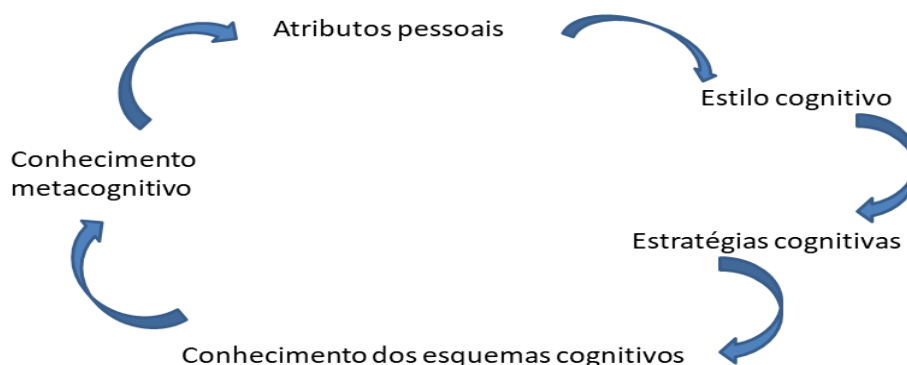 Atributos pessoais
Estilo cognitivo
Estratégias cognitivas
Conhecimento dos esquemas cognitivos
Conhecimento
metacognitivo